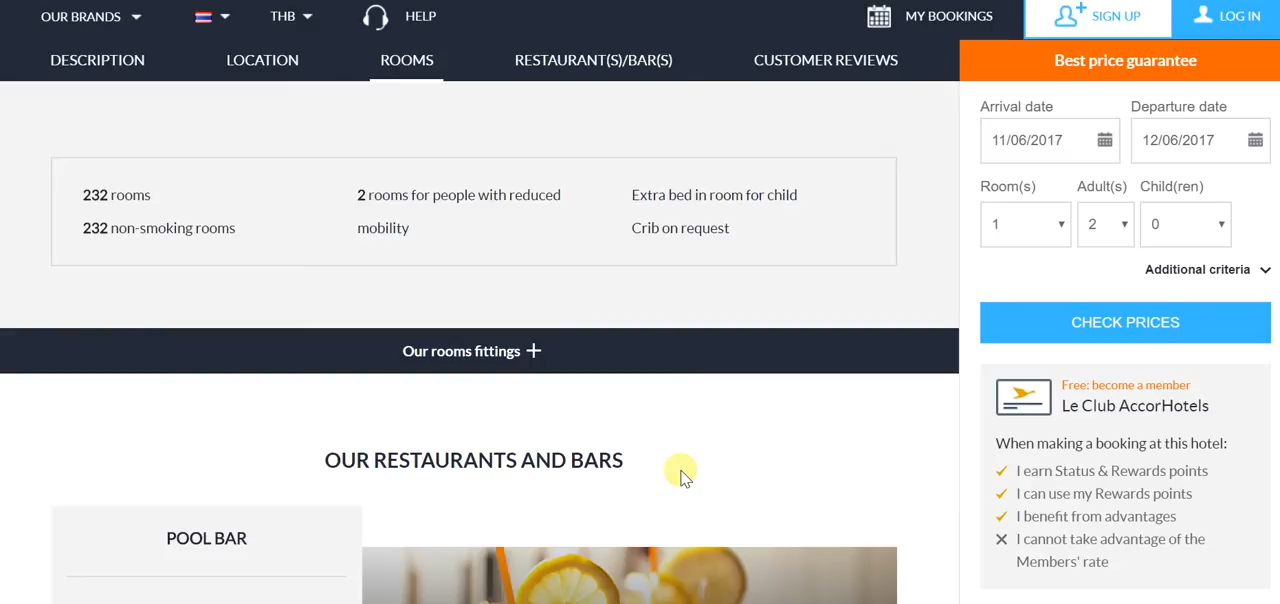 OUR BRANDS THB HELP MY BOOKINGS SIGN UP LOG IN
DESCRIPTION LOCATION ROOMS RESTAURANT(S)/BAR(S) CUSTOMER REVIEWS
Best price guarantee
232 rooms
232 non-smoking rooms
2 rooms for people with reduced
mobility
Extra bed in room for child
Crib on request
Our rooms fittings
OUR RESTAURANTS AND BARS
POOL BAR
Arrival date Departure date
11/06/2017 12/06/2017
Room(s) Adult(s) Child(ren)
1 2 0
Additional criteria
CHECK PRICES
Free: become a member
Le Club AccorHotels
When making a booking at this hotel:
I earn Status & Rewards points
I can use my Rewards points
I benefit from advantages
I cannot take advantage of the
Members' rate